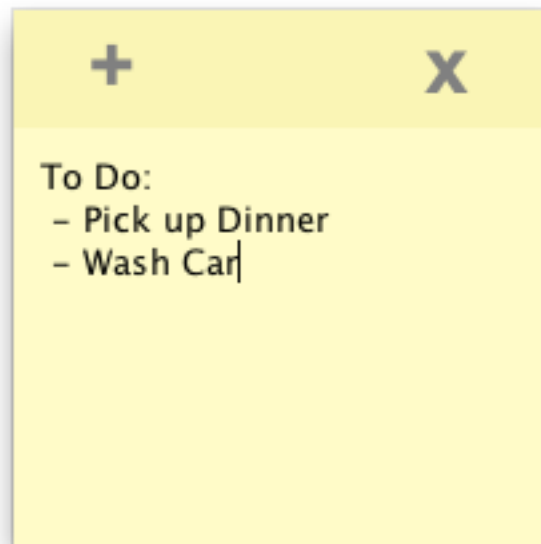 + x
To Do:
– Pick up Dinner
– Wash Car